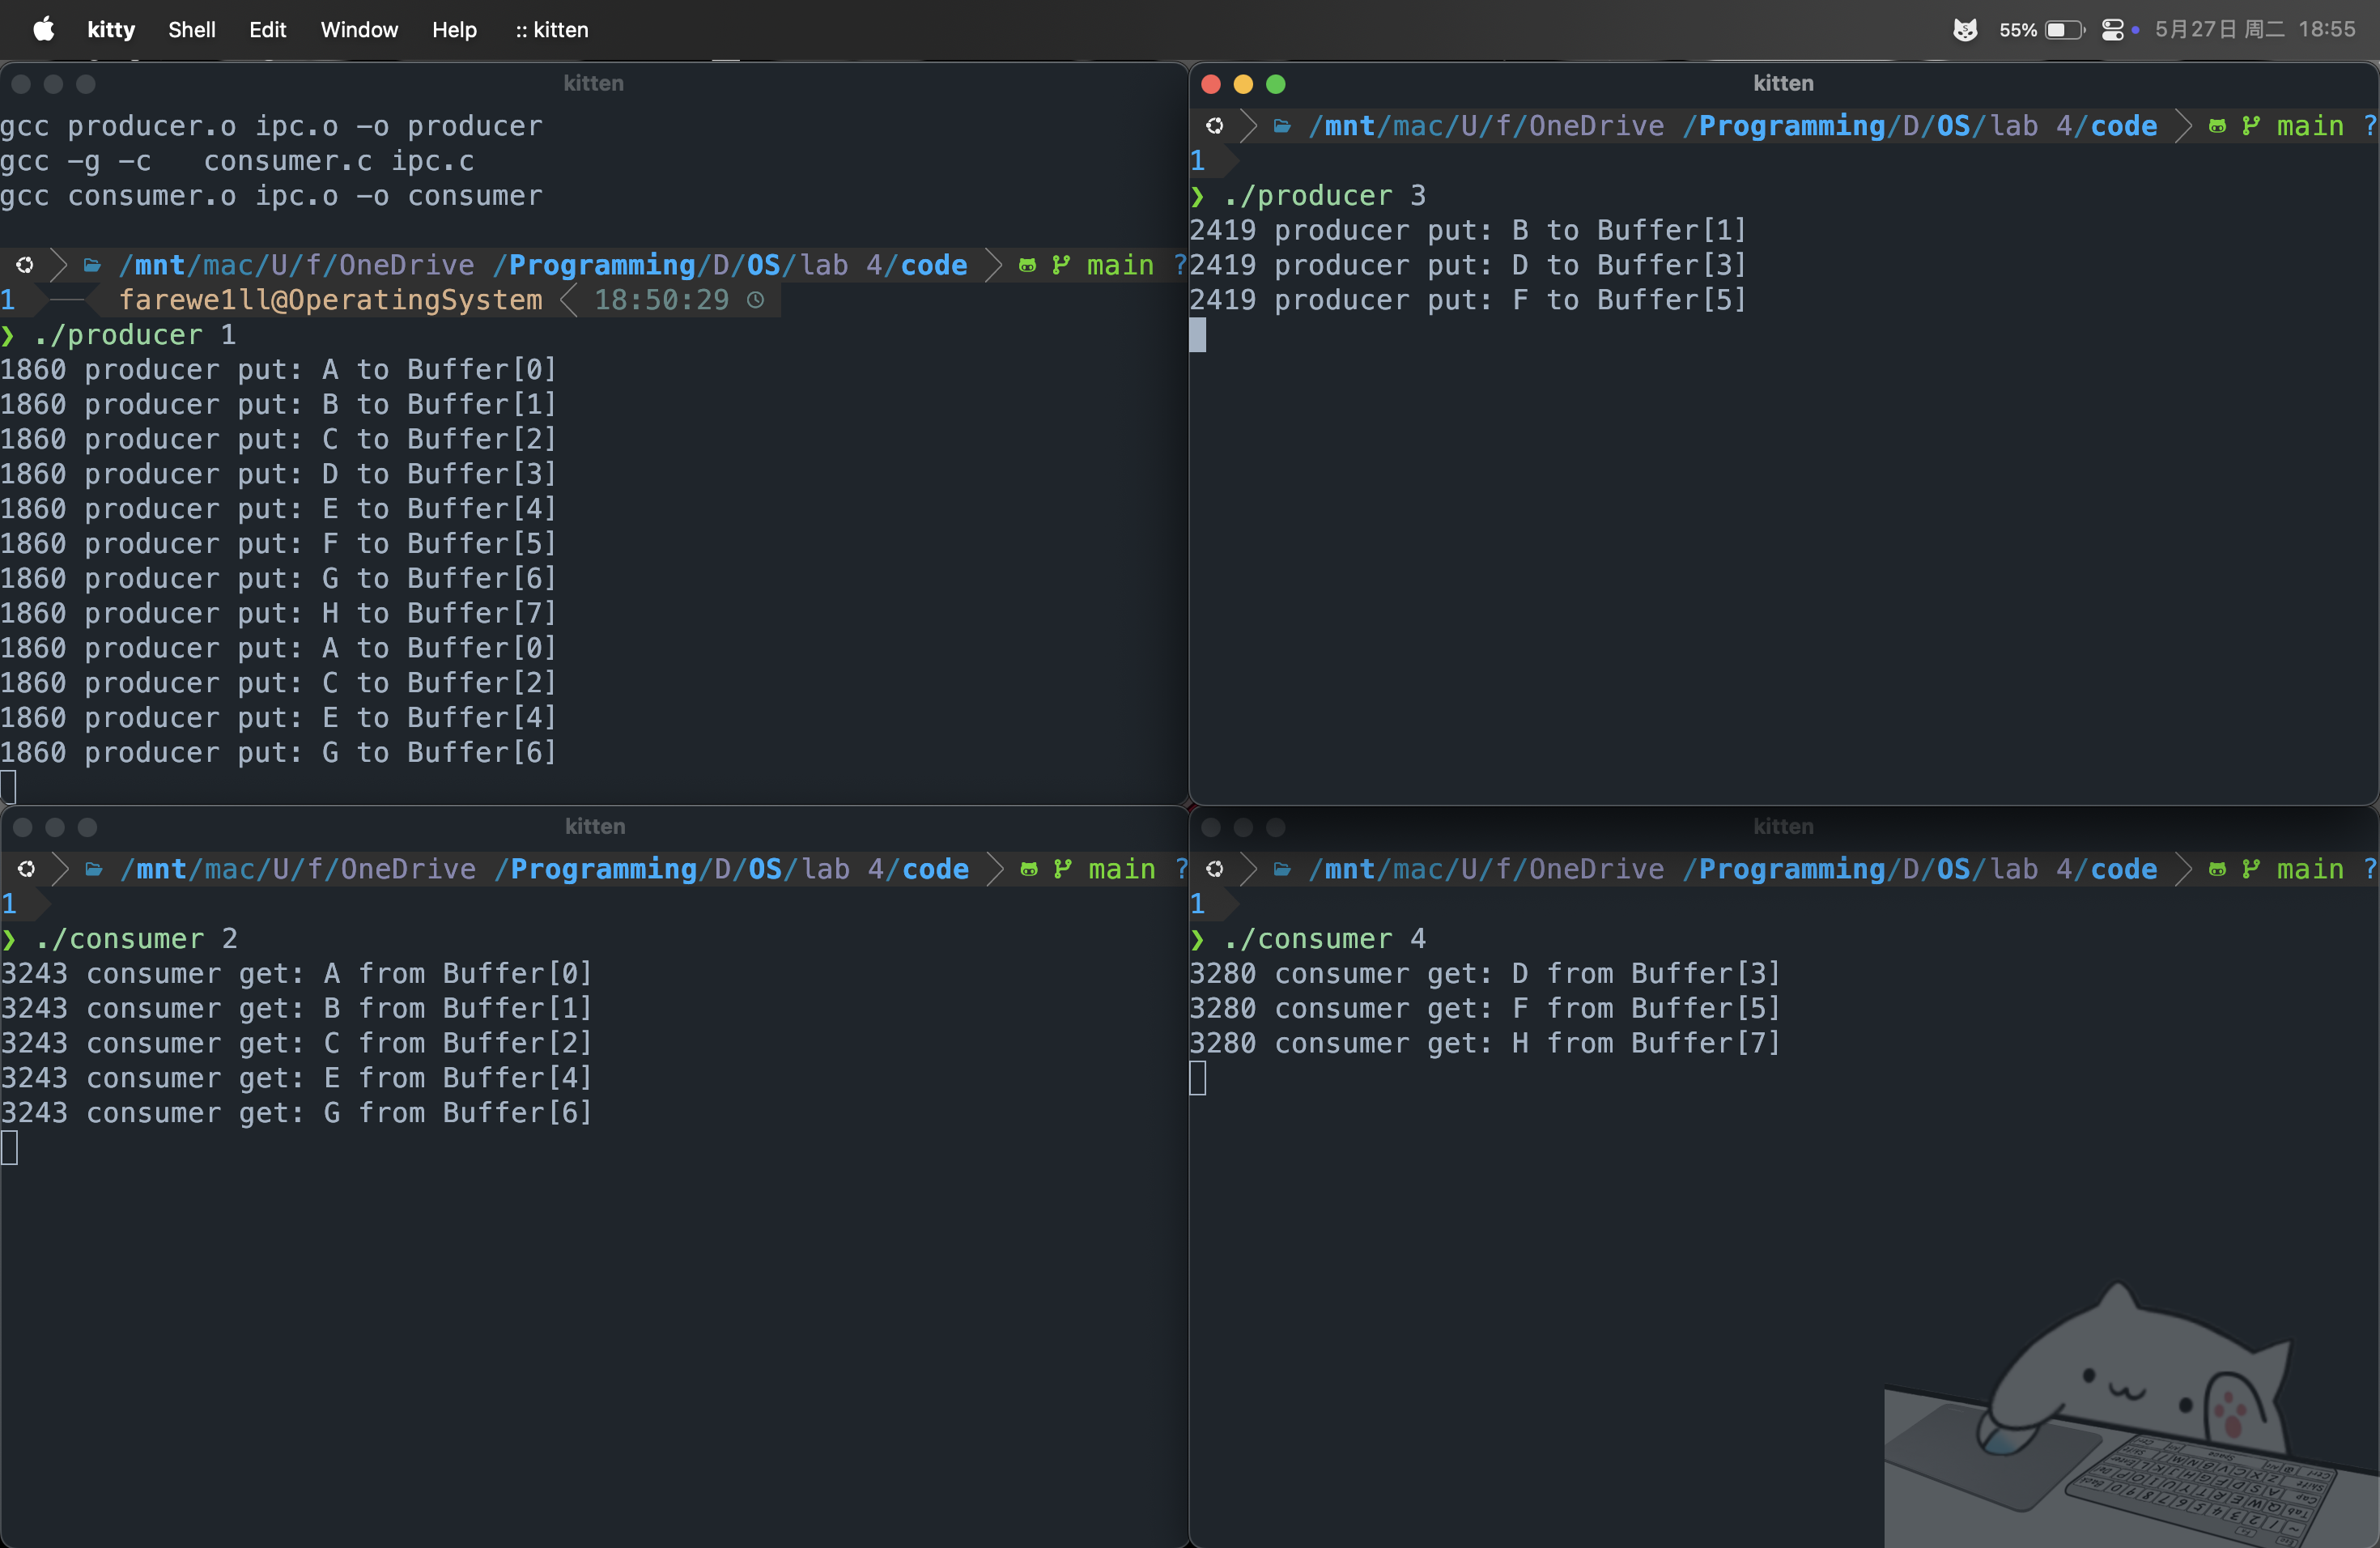 kitty Shell Edit Window Help :: kitten 55% 5月27日 周二 18:55
kitten
gcc producer.o ipc.o -o producer
gcc -g -c   consumer.c ipc.c
gcc consumer.o ipc.o -o consumer
/mnt/mac/U/f/OneDrive /Programming/D/OS/lab 4/code main ?
1 farewe1ll@OperatingSystem 18:50:29
❯ ./producer 1
1860 producer put: A to Buffer[0]
1860 producer put: B to Buffer[1]
1860 producer put: C to Buffer[2]
1860 producer put: D to Buffer[3]
1860 producer put: E to Buffer[4]
1860 producer put: F to Buffer[5]
1860 producer put: G to Buffer[6]
1860 producer put: H to Buffer[7]
1860 producer put: A to Buffer[0]
1860 producer put: C to Buffer[2]
1860 producer put: E to Buffer[4]
1860 producer put: G to Buffer[6]
kitten
/mnt/mac/U/f/OneDrive /Programming/D/OS/lab 4/code main ?
1
❯ ./producer 3
2419 producer put: B to Buffer[1]
2419 producer put: D to Buffer[3]
2419 producer put: F to Buffer[5]
kitten
/mnt/mac/U/f/OneDrive /Programming/D/OS/lab 4/code main ?
1
❯ ./consumer 2
3243 consumer get: A from Buffer[0]
3243 consumer get: B from Buffer[1]
3243 consumer get: C from Buffer[2]
3243 consumer get: E from Buffer[4]
3243 consumer get: G from Buffer[6]
kitten
/mnt/mac/U/f/OneDrive /Programming/D/OS/lab 4/code main ?
1
❯ ./consumer 4
3280 consumer get: D from Buffer[3]
3280 consumer get: F from Buffer[5]
3280 consumer get: H from Buffer[7]